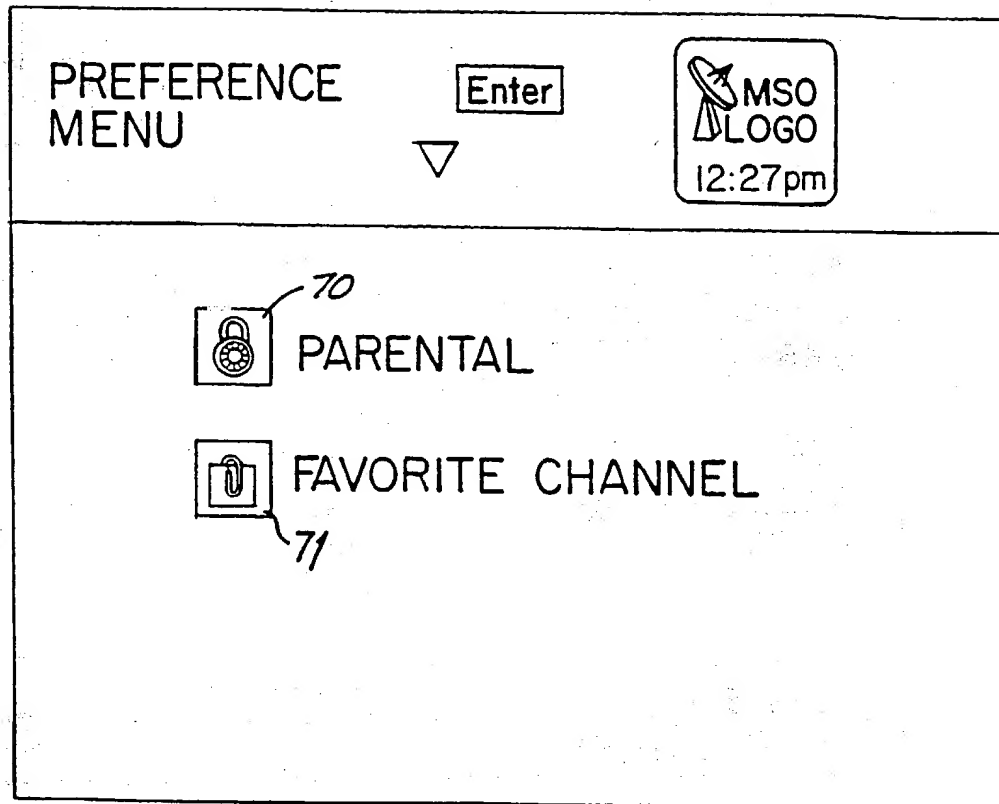 PREFERENCE
MENU
Enter
MSO
LOGO
12:27pm
70
PARENTAL
FAVORITE CHANNEL
71